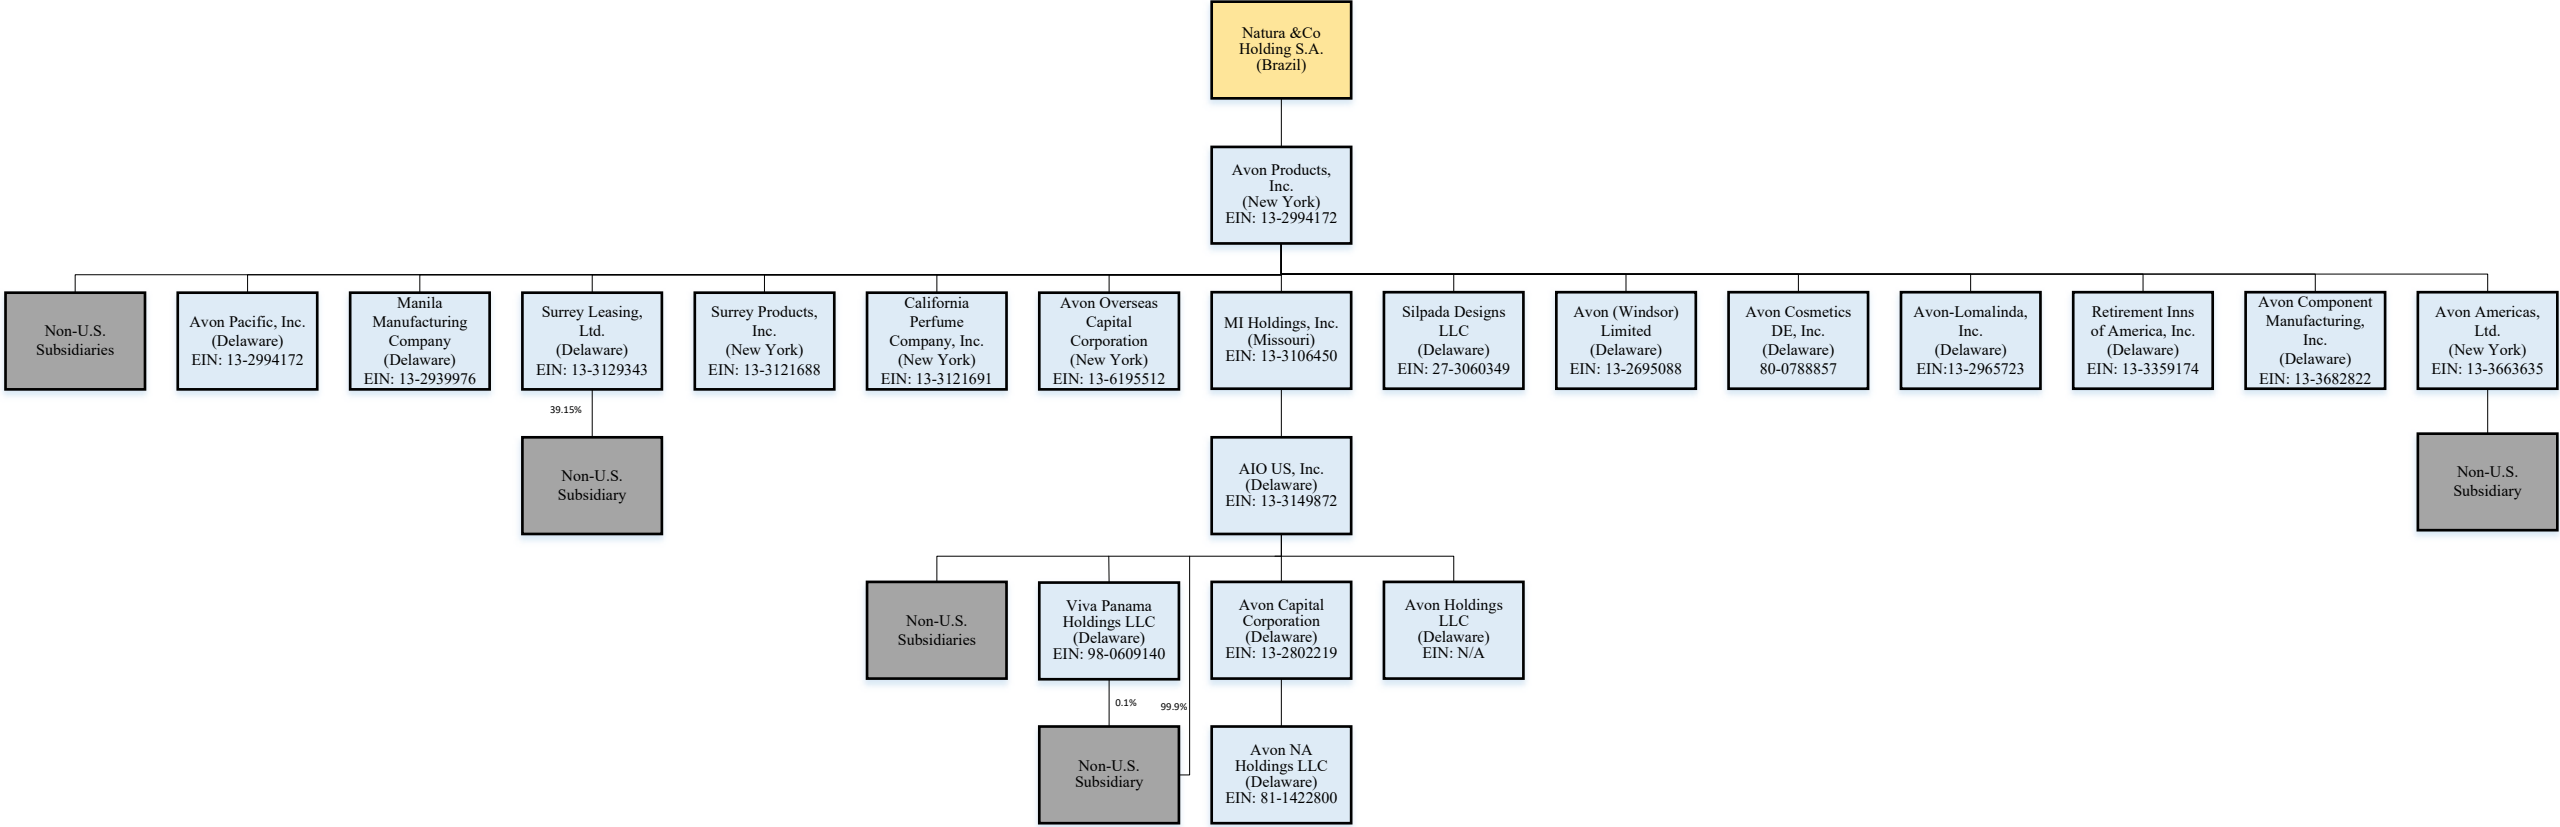 Natura &Co
Holding S.A.
(Brazil)
Avon Products,
Inc.
(New York)
EIN: 13-2994172
Non-U.S.
Subsidiaries
Avon Pacific, Inc.
(Delaware)
EIN: 13-2994172
Manila
Manufacturing
Company
(Delaware)
EIN: 13-2939976
Surrey Leasing,
Ltd.
(Delaware)
EIN: 13-3129343
Surrey Products,
Inc.
(New York)
EIN: 13-3121688
California
Perfume
Company, Inc.
(New York)
EIN: 13-3121691
Avon Overseas
Capital
Corporation
(New York)
EIN: 13-6195512
MI Holdings, Inc.
(Missouri)
EIN: 13-3106450
Silpada Designs
LLC
(Delaware)
EIN: 27-3060349
Avon (Windsor)
Limited
(Delaware)
EIN: 13-2695088
Avon Cosmetics
DE, Inc.
(Delaware)
80-0788857
Avon-Lomalinda,
Inc.
(Delaware)
EIN:13-2965723
Retirement Inns
of America, Inc.
(Delaware)
EIN: 13-3359174
Avon Component
Manufacturing,
Inc.
(Delaware)
EIN: 13-3682822
Avon Americas,
Ltd.
(New York)
EIN: 13-3663635
39.15%
Non-U.S.
Subsidiary
AIO US, Inc.
(Delaware)
EIN: 13-3149872
Non-U.S.
Subsidiary
Non-U.S.
Subsidiaries
Viva Panama
Holdings LLC
(Delaware)
EIN: 98-0609140
Avon Capital
Corporation
(Delaware)
EIN: 13-2802219
Avon Holdings
LLC
(Delaware)
EIN: N/A
0.1%
99.9%
Non-U.S.
Subsidiary
Avon NA
Holdings LLC
(Delaware)
EIN: 81-1422800